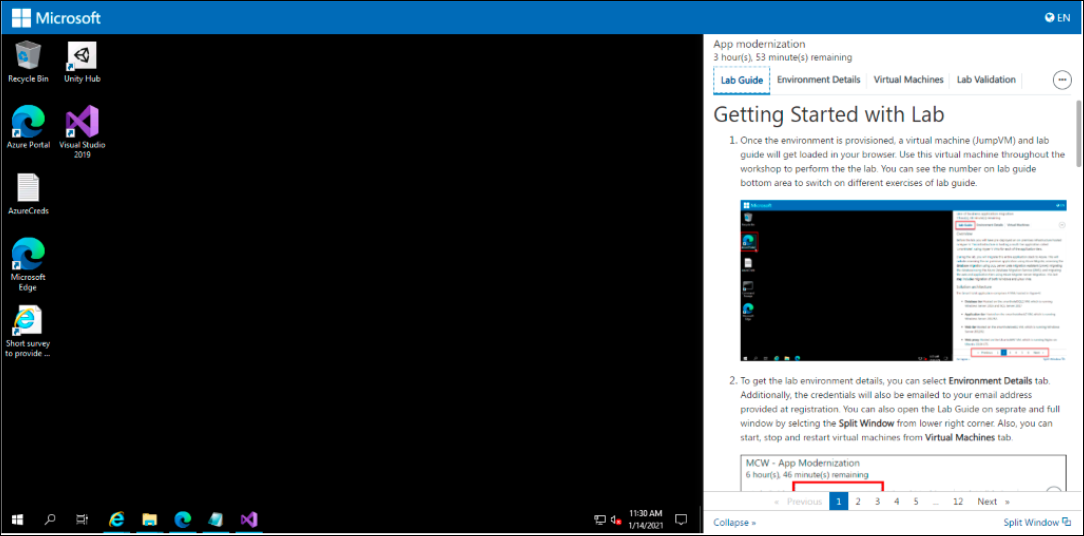 Microsoft
EN
Recycle Bin
Unity Hub
Azure Portal
Visual Studio
2019
AzureCreds
Microsoft
Edge
Short survey
to provide ...
11:30 AM
1/14/2021
App modernization
3 hour(s), 53 minute(s) remaining
Lab Guide
Environment Details
Virtual Machines
Lab Validation
Getting Started with Lab
1. Once the environment is provisioned, a virtual machine (JumpVM) and lab
guide will get loaded in your browser. Use this virtual machine throughout the
workshop to perform the the lab. You can see the number on lab guide
bottom area to switch on different exercises of lab guide.
Microsoft
Lab Guide
Environment Details
Virtual Machines
2. To get the lab environment details, you can select Environment Details tab.
Additionally, the credentials will also be emailed to your email address
provided at registration. You can also open the Lab Guide on seprate and full
window by selcting the Split Window from lower right corner. Also, you can
start, stop and restart virtual machines from Virtual Machines tab.
MCW - App Modernization
6 hour(s), 46 minute(s) remaining
« Previous 1 2 3 4 5 ... 12 Next »
Collapse »
Split Window